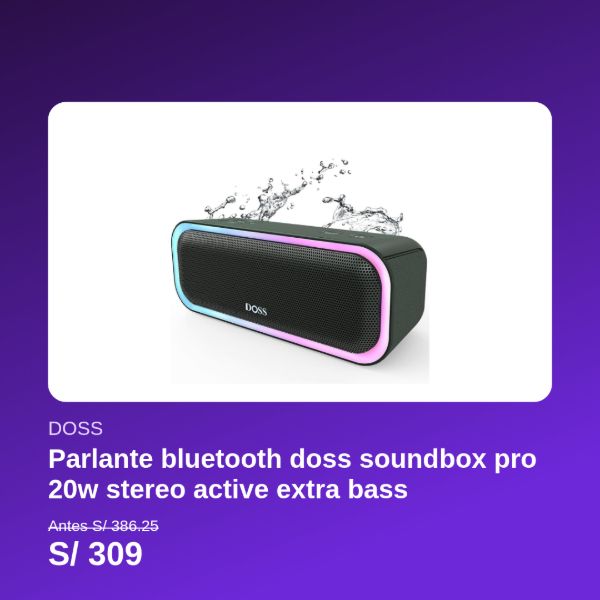 DOSS
DOSS
Parlante bluetooth doss soundbox pro
20w stereo active extra bass
Antes S/ 386.25
S/ 309